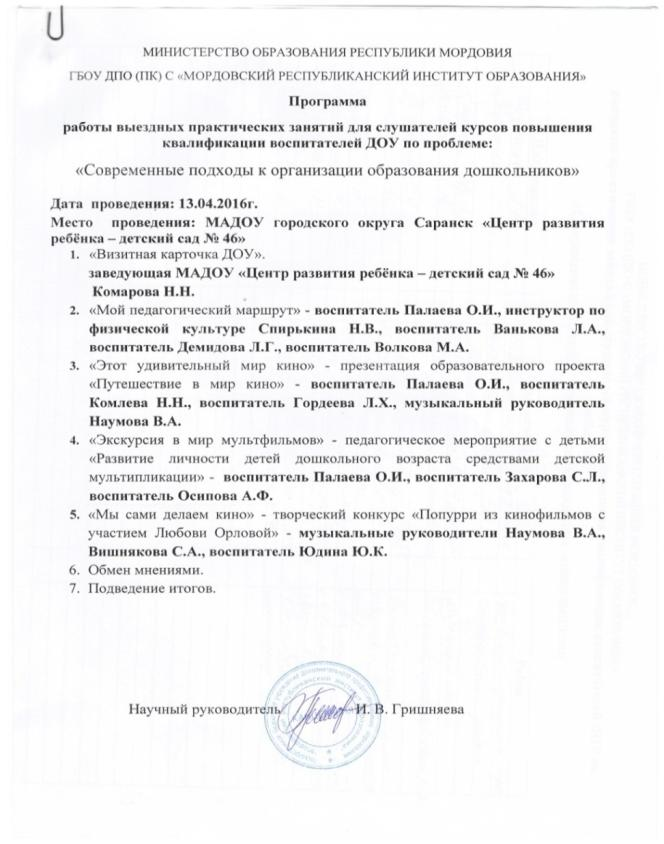 МИНИСТЕРСТВО ОБРАЗОВАНИЯ РЕСПУБЛИКИ МОРДОВИЯ
ГБОУ ДПО (ПК) С «МОРДОВСКИЙ РЕСПУБЛИКАНСКИЙ ИНСТИТУТ ОБРАЗОВАНИЯ»
Программа
работы выездных практических занятий для слушателей курсов повышения
квалификации воспитателей ДОУ по проблеме:
«Современные подходы к организации образования дошкольников»
Дата проведения: 13.04.2016г.
Место проведения: МАДОУ городского округа Саранск «Центр развития
ребёнка – детский сад № 46»
1. «Визитная карточка ДОУ».
заведующая МАДОУ «Центр развития ребёнка – детский сад № 46»
Комарова Н.Н.
2. «Мой педагогический маршрут» - воспитатель Палаева О.И., инструктор по
физической культуре Спирькина Н.В., воспитатель Ванькова Л.А.,
воспитатель Демидова Л.Г., воспитатель Волкова М.А.
3. «Этот удивительный мир кино» - презентация образовательного проекта
«Путешествие в мир кино» - воспитатель Палаева О.И., воспитатель
Комлева Н.Н., воспитатель Гордеева Л.Х., музыкальный руководитель
Наумова В.А.
4. «Экскурсия в мир мультфильмов» - педагогическое мероприятие с детьми
«Развитие личности детей дошкольного возраста средствами детской
мультипликации» - воспитатель Палаева О.И., воспитатель Захарова С.Л.,
воспитатель Осипова А.Ф.
5. «Мы сами делаем кино» - творческий конкурс «Попурри из кинофильмов с
участием Любови Орловой» - музыкальные руководители Наумова В.А.,
Вишнякова С.А., воспитатель Юдина Ю.К.
6. Обмен мнениями.
7. Подведение итогов.
Научный руководитель И. В. Гришняева